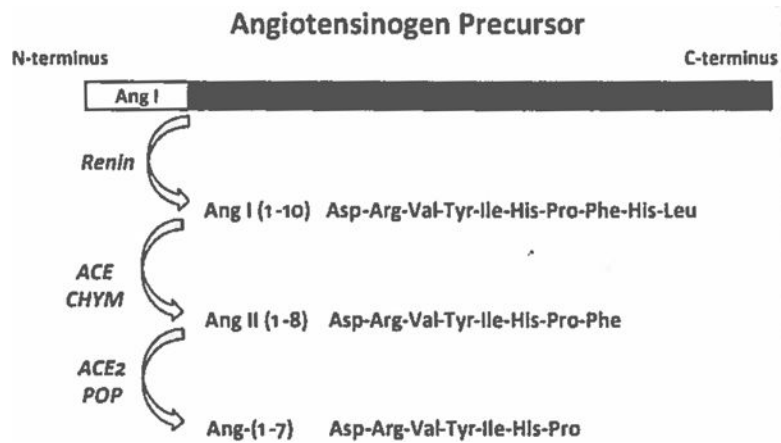 Angiotensinogen Precursor
N-terminus C-terminus
Ang I
Renin
Ang I (1-10) Asp-Arg-Val-Tyr-Ile-His-Pro-Phe-His-Leu
ACE
CHYM
Ang II (1-8) Asp-Arg-Val-Tyr-Ile-His-Pro-Phe
ACE2
POP
Ang-(1-7) Asp-Arg-Val-Tyr-Ile-His-Pro